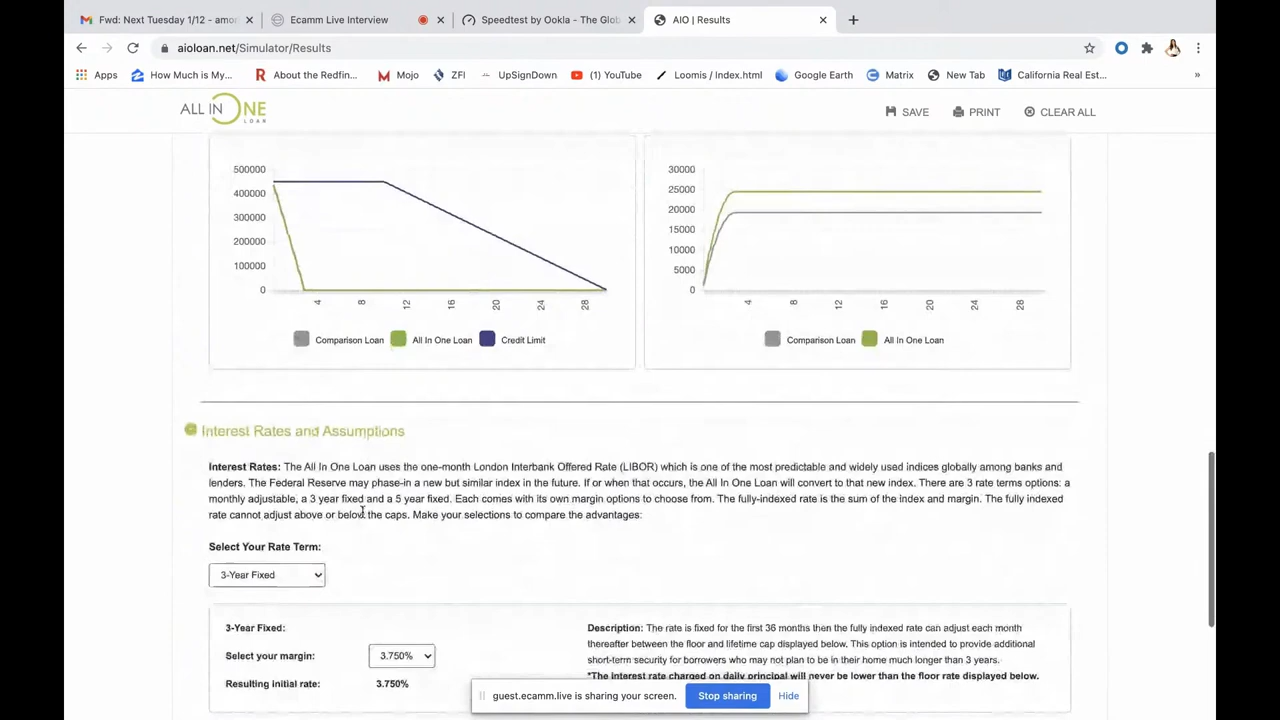 Fwd: Next Tuesday 1/12 - amor
Ecamm Live Interview
Speedtest by Ookla - The Glob
AIO | Results
aioloan.net/Simulator/Results
Apps
How Much is My...
About the Redfin...
Mojo
ZFI
UpSignDown
(1) YouTube
Loomis / Index.html
Google Earth
Matrix
New Tab
California Real Est...
»
ALL IN ONE
LOAN
SAVE
PRINT
CLEAR ALL
500000
400000
300000
200000
100000
0
4
8
12
16
20
24
28
Comparison Loan
All In One Loan
Credit Limit
30000
25000
20000
15000
10000
5000
0
4
8
12
16
20
24
28
Comparison Loan
All In One Loan
Interest Rates and Assumptions
Interest Rates: The All In One Loan uses the one-month London Interbank Offered Rate (LIBOR) which is one of the most predictable and widely used indices globally among banks and
lenders. The Federal Reserve may phase-in a new but similar index in the future. If or when that occurs, the All In One Loan will convert to that new index. There are 3 rate terms options: a
monthly adjustable, a 3 year fixed and a 5 year fixed. Each comes with its own margin options to choose from. The fully-indexed rate is the sum of the index and margin. The fully indexed
rate cannot adjust above or below the caps. Make your selections to compare the advantages:
Select Your Rate Term:
3-Year Fixed
3-Year Fixed:
Select your margin:
3.750%
Resulting initial rate:
3.750%
Description: The rate is fixed for the first 36 months then the fully indexed rate can adjust each month
thereafter between the floor and lifetime cap displayed below. This option is intended to provide additional
short-term security for borrowers who may not plan to be in their home much longer than 3 years.
*The interest rate charged on daily principal will never be lower than the floor rate displayed below.
guest.ecamm.live is sharing your screen.
Stop sharing
Hide